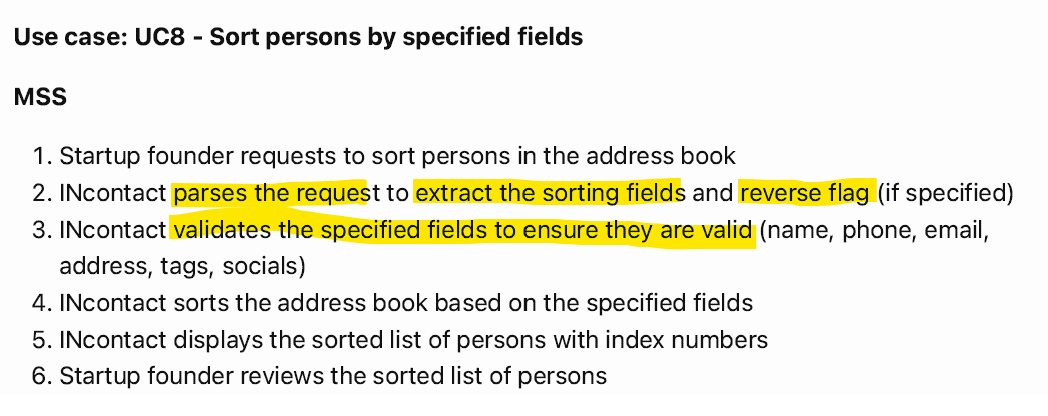 Use case: UC8 - Sort persons by specified fields
MSS
1. Startup founder requests to sort persons in the address book
2. INcontact parses the request to extract the sorting fields and reverse flag (if specified)
3. INcontact validates the specified fields to ensure they are valid (name, phone, email,
address, tags, socials)
4. INcontact sorts the address book based on the specified fields
5. INcontact displays the sorted list of persons with index numbers
6. Startup founder reviews the sorted list of persons